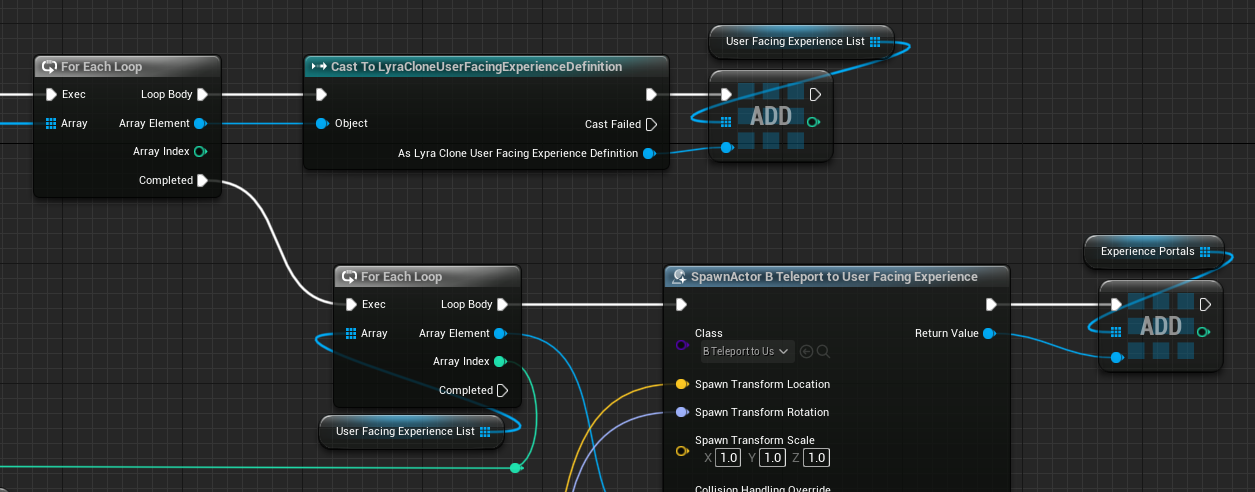 User Facing Experience List
For Each Loop
Exec
Loop Body
Array
Array Element
Array Index
Completed
Cast To LyraCloneUserFacingExperienceDefinition
Object
Cast Failed
As Lyra Clone User Facing Experience Definition
ADD
Experience Portals
For Each Loop
Exec
Loop Body
Array
Array Element
Array Index
Completed
User Facing Experience List
SpawnActor B Teleport to User Facing Experience
Class
B Teleport to Us
Return Value
Spawn Transform Location
Spawn Transform Rotation
Spawn Transform Scale
X 1.0 Y 1.0 Z 1.0
Collision Handling Override
ADD